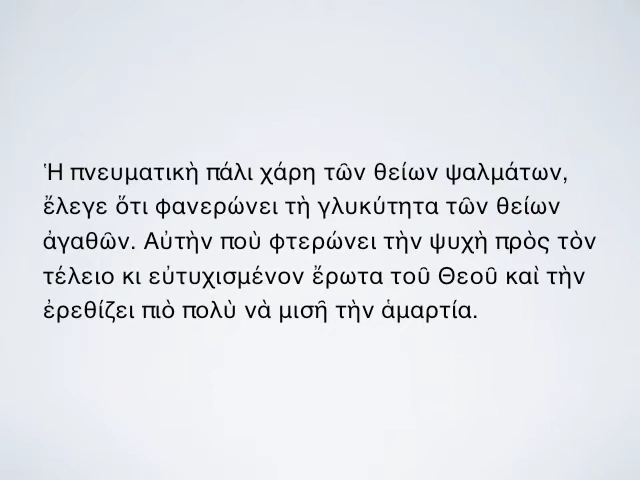 Ἡ πνευματικὴ πάλι χάρη τῶν θείων ψαλμάτων,
ἔλεγε ὅτι φανερώνει τὴ γλυκύτητα τῶν θείων
ἀγαθῶν. Αὐτὴν ποὺ φτερώνει τὴν ψυχὴ πρὸς τὸν
τέλειο κι εὐτυχισμένον ἔρωτα τοῦ Θεοῦ καὶ τὴν
ἐρεθίζει πιὸ πολὺ νὰ μισῆ τὴν ἁμαρτία.